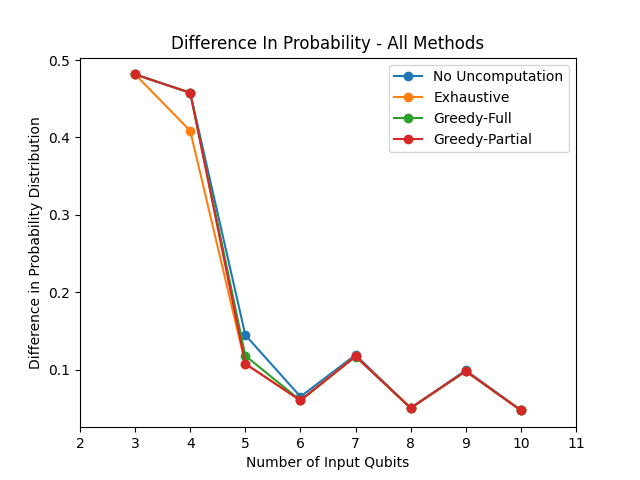 Difference In Probability - All Methods
Difference in Probability Distribution
0.5
0.4
0.3
0.2
0.1
No Uncomputation
Exhaustive
Greedy-Full
Greedy-Partial
2 3 4 5 6 7 8 9 10 11
Number of Input Qubits